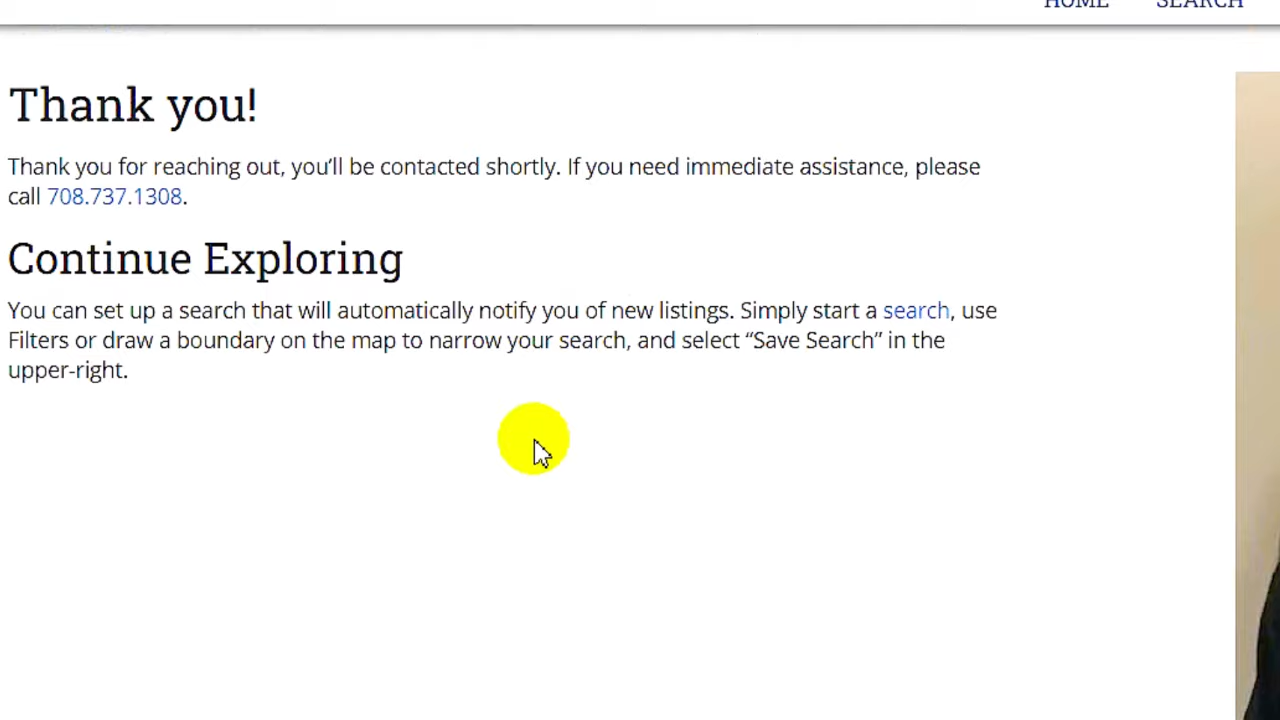 HOME SEARCH
Thank you!
Thank you for reaching out, you’ll be contacted shortly. If you need immediate assistance, please
call 708.737.1308.
Continue Exploring
You can set up a search that will automatically notify you of new listings. Simply start a search, use
Filters or draw a boundary on the map to narrow your search, and select “Save Search” in the
upper-right.